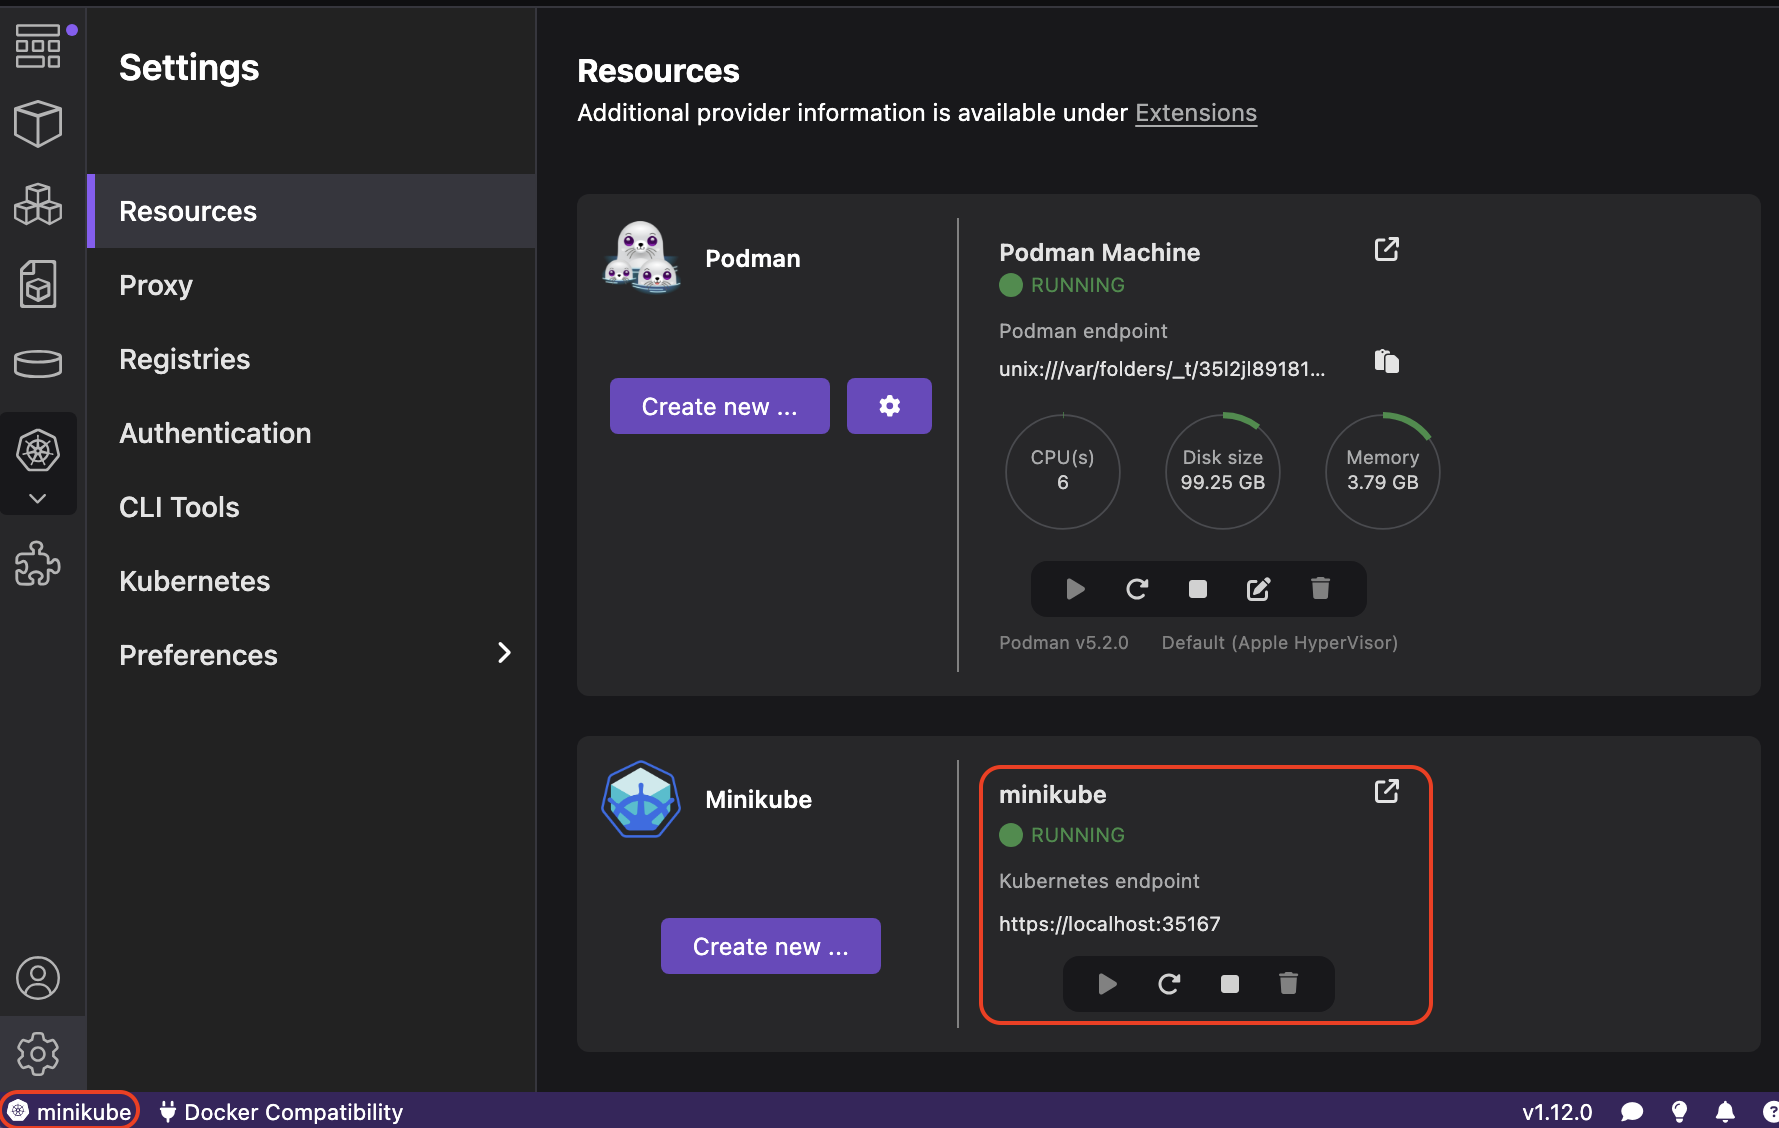 Settings
Resources
Proxy
Registries
Authentication
CLI Tools
Kubernetes
Preferences
Resources
Additional provider information is available under Extensions
Podman
Create new ...
Podman Machine
RUNNING
Podman endpoint
unix:///var/folders/_t/35l2jl89181...
CPU(s)
6
Disk size
99.25 GB
Memory
3.79 GB
Podman v5.2.0 Default (Apple HyperVisor)
Minikube
Create new ...
minikube
RUNNING
Kubernetes endpoint
https://localhost:35167
minikube Docker Compatibility v1.12.0